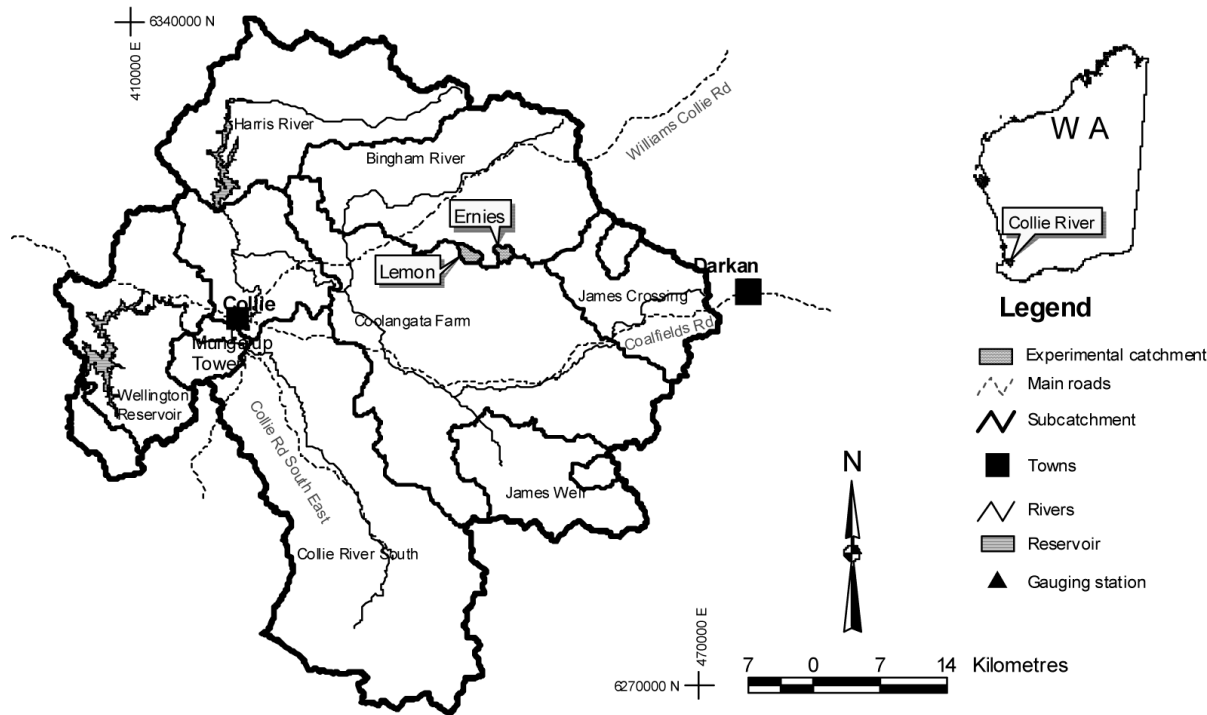 6340000 N
410000 E
Harris River
Bingham River
Williams Collie Rd
Ernies
Lemon
Darkan
James Crossing
Collie
Coolangata Farm
Coalfields Rd
Mungalup
Tower
Wellington
Reservoir
Collie Rd South East
James Weir
Collie River South
W A
Collie River
Legend
Experimental catchment
Main roads
Subcatchment
Towns
Rivers
Reservoir
Gauging station
N
470000 E
6270000 N
7 0 7 14 Kilometres